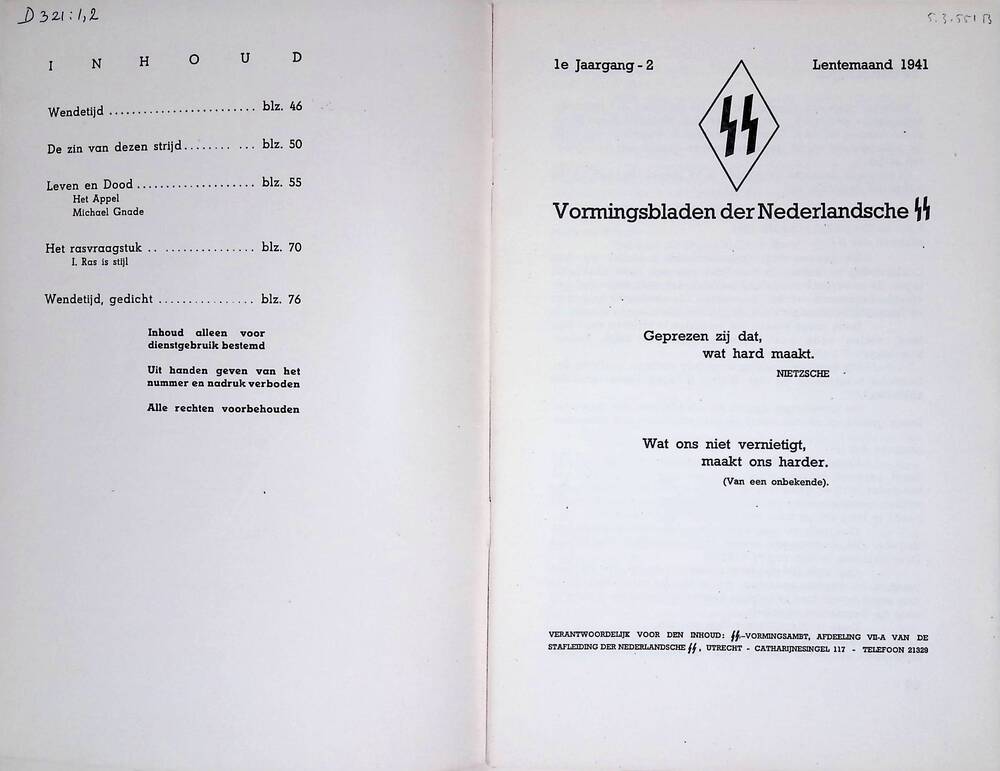 D 321:1,2
I N H O U D
Wendetijd ........................ blz. 46
De zin van dezen strijd........ ... blz. 50
Leven en Dood .................... blz. 55
Het Appel
Michael Gnade
Het rasvraagstuk .. ............... blz. 70
I. Ras is stijl
Wendetijd, gedicht ................ blz. 76
Inhoud alleen voor
dienstgebruik bestemd
Uit handen geven van het
nummer en nadruk verboden
Alle rechten voorbehouden
5.3.551 B
1e Jaargang - 2
Lentemaand 1941
ᛋᛋ
Vormingsbladen der Nederlandsche ᛋᛋ
Geprezen zij dat,
wat hard maakt.
NIETZSCHE
Wat ons niet vernietigt,
maakt ons harder.
(Van een onbekende).
VERANTWOORDELIJK VOOR DEN INHOUD: ᛋᛋ-VORMINGSAMBT, AFDEELING VII-A VAN DE
STAFLEIDING DER NEDERLANDSCHE ᛋᛋ, UTRECHT - CATHARIJNESINGEL 117 - TELEFOON 21329